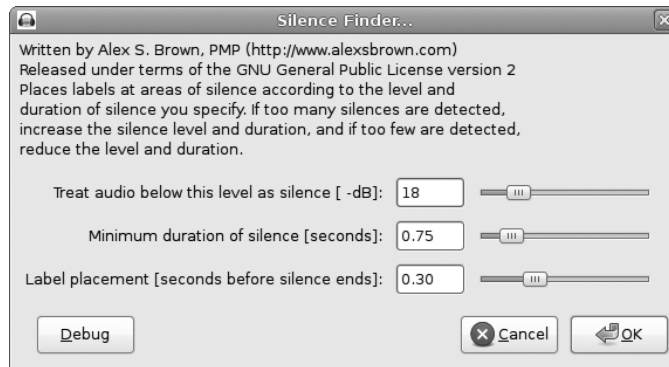 Silence Finder...
Written by Alex S. Brown, PMP (http://www.alexsbrown.com)
Released under terms of the GNU General Public License version 2
Places labels at areas of silence according to the level and
duration of silence you specify. If too many silences are detected,
increase the silence level and duration, and if too few are detected,
reduce the level and duration.
Treat audio below this level as silence [ -dB]: 18
Minimum duration of silence [seconds]: 0.75
Label placement [seconds before silence ends]: 0.30
Debug Cancel OK